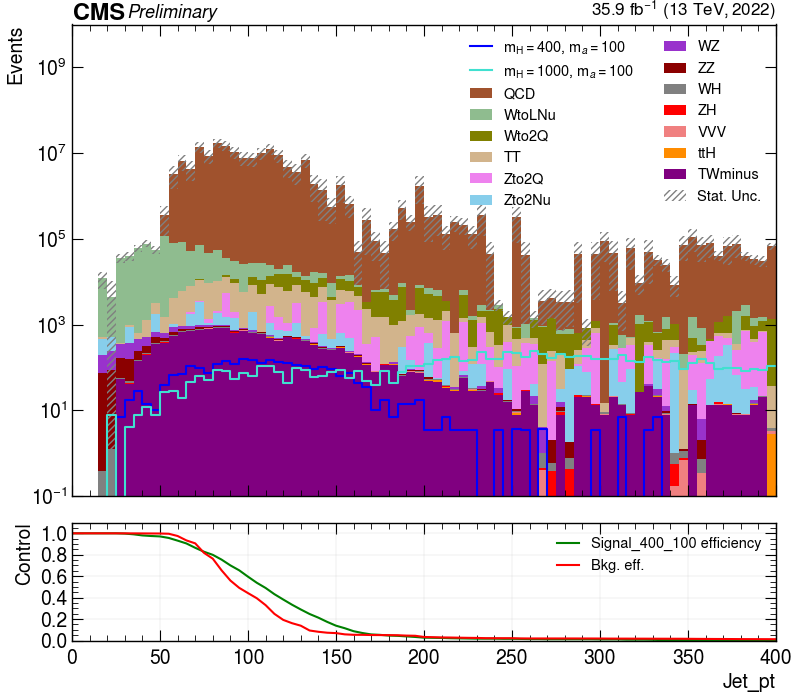 CMS Preliminary
35.9 fb⁻¹ (13 TeV, 2022)
Events
10⁹
10⁷
10⁵
10³
10¹
10⁻¹
m_H = 400, m_a = 100
m_H = 1000, m_a = 100
QCD
WtoLNu
Wto2Q
TT
Zto2Q
Zto2Nu
WZ
ZZ
WH
ZH
VVV
ttH
TWminus
Stat. Unc.
Control
1.0
0.8
0.6
0.4
0.2
0.0
Signal_400_100 efficiency
Bkg. eff.
0 50 100 150 200 250 300 350 400
Jet_pt